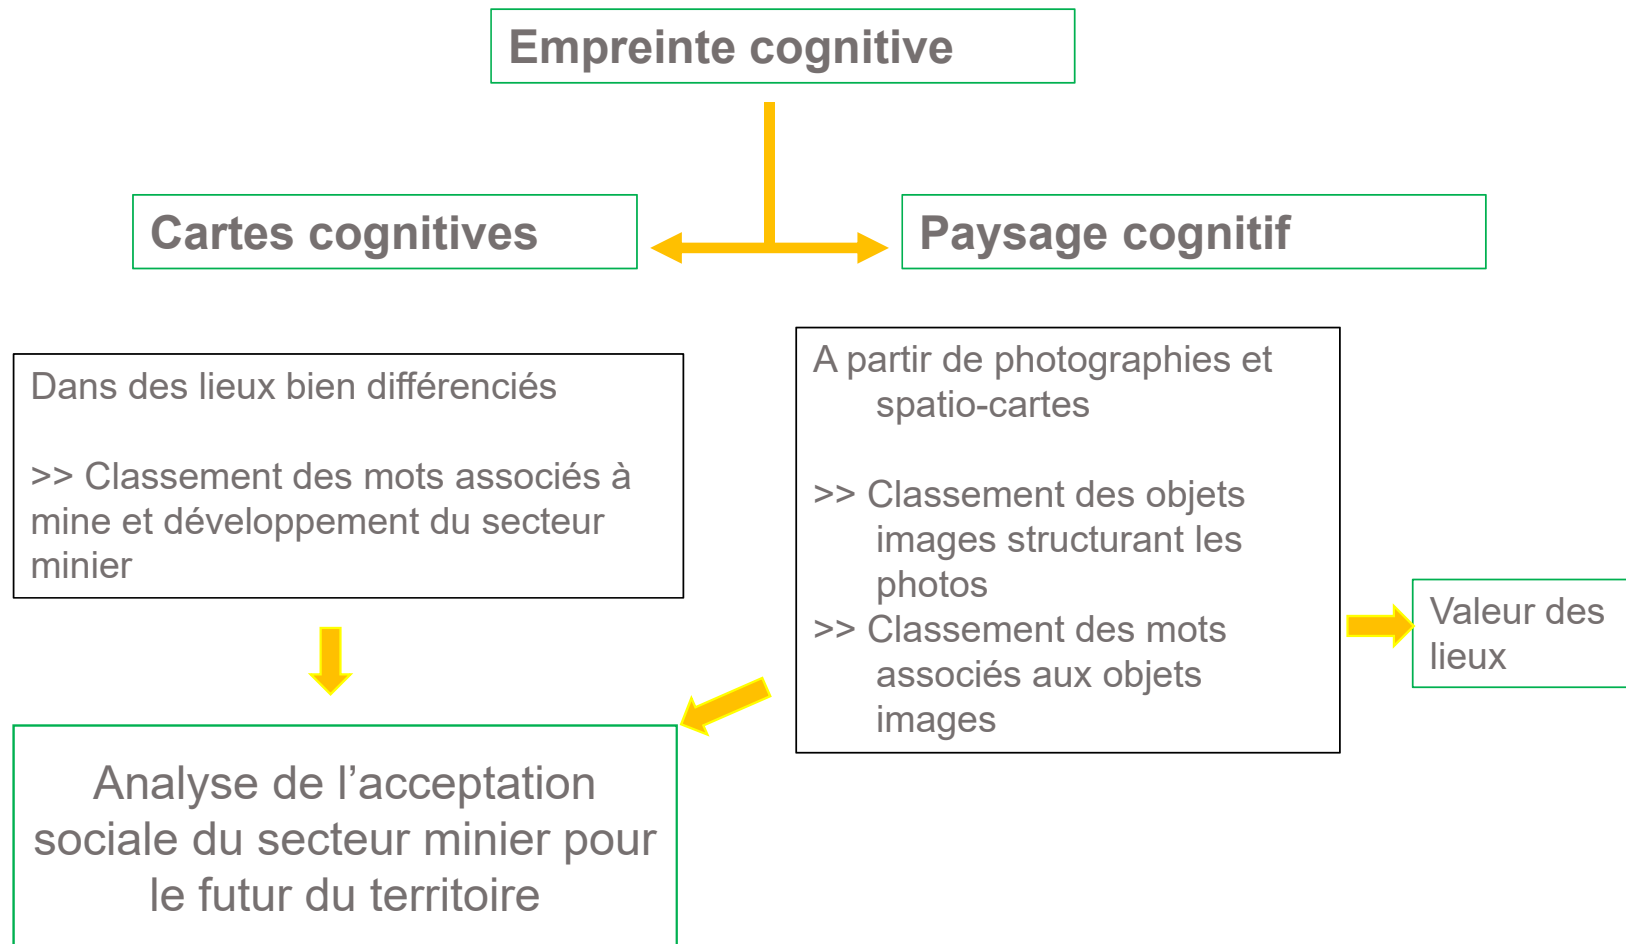 Empreinte cognitive
Cartes cognitives
Paysage cognitif
Dans des lieux bien différenciés
>> Classement des mots associés à
mine et développement du secteur
minier
A partir de photographies et
spatio-cartes
>> Classement des objets
images structurant les
photos
>> Classement des mots
associés aux objets
images
Valeur des
lieux
Analyse de l’acceptation
sociale du secteur minier pour
le futur du territoire